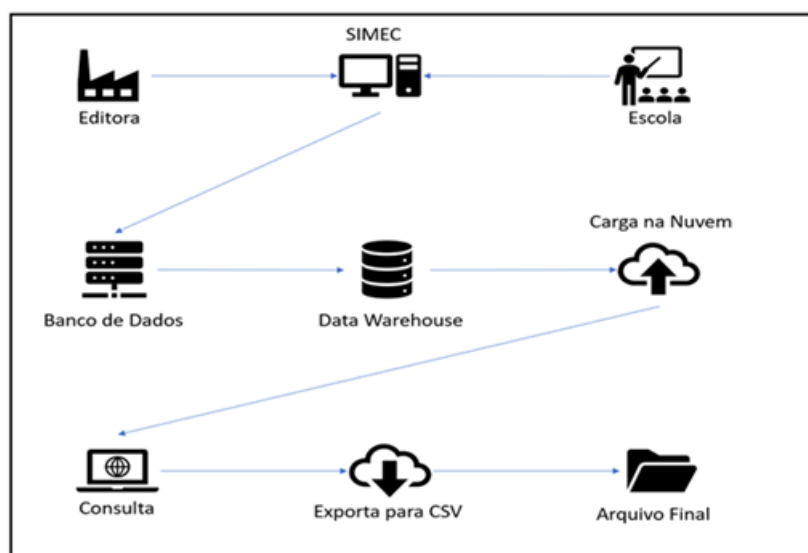 SIMEC
Editora
Escola
Carga na Nuvem
Banco de Dados
Data Warehouse
Consulta
Exporta para CSV
Arquivo Final